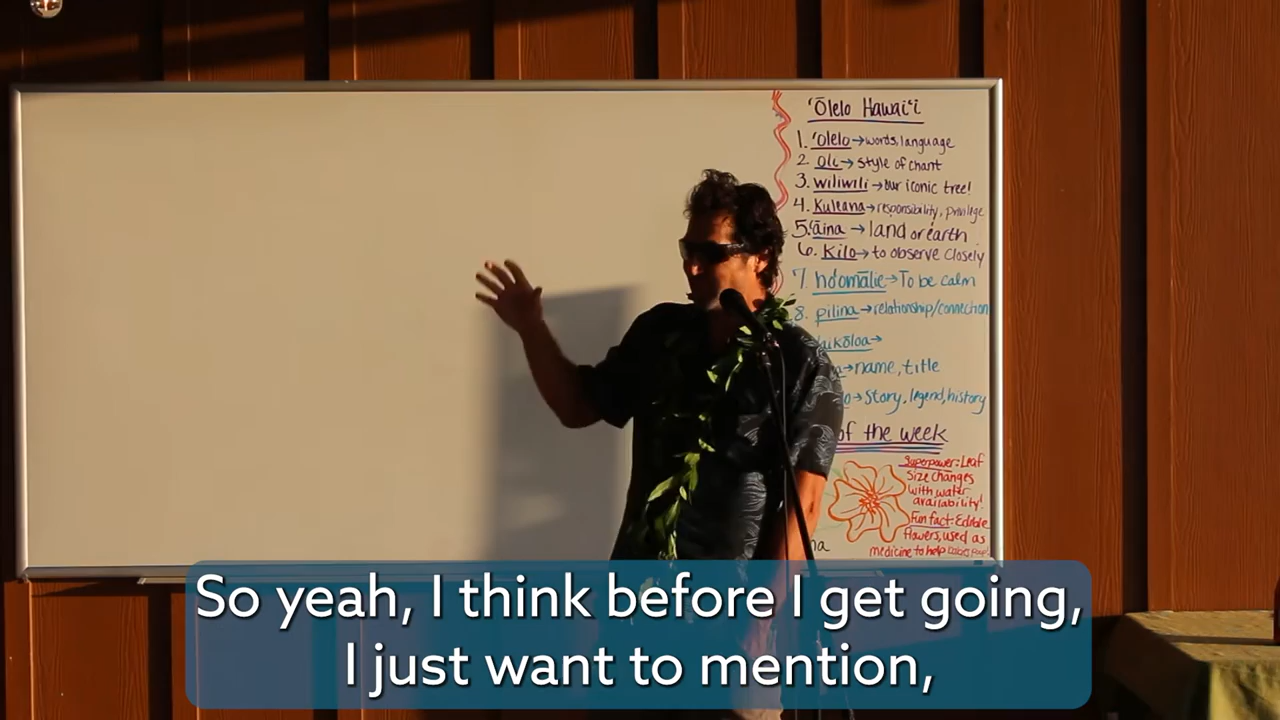 ʻŌlelo Hawaiʻi
1. ʻŌlelo → words, language
2. Oli → style of chant
3. wiliwili → our iconic tree!
4. Kuleana → responsibility, privilege
5. ʻāina → land or earth
6. Kilo → to observe closely
7. hoʻomālie → To be calm
8. pilina → relationship/connection
aikōloa →
→ name, title
o → story, legend, history
of the week
Superpower: Leaf
Size changes
with water
availability!
Fun fact: Edible
flowers, used as
medicine to help
na
So yeah, I think before I get going,
I just want to mention,